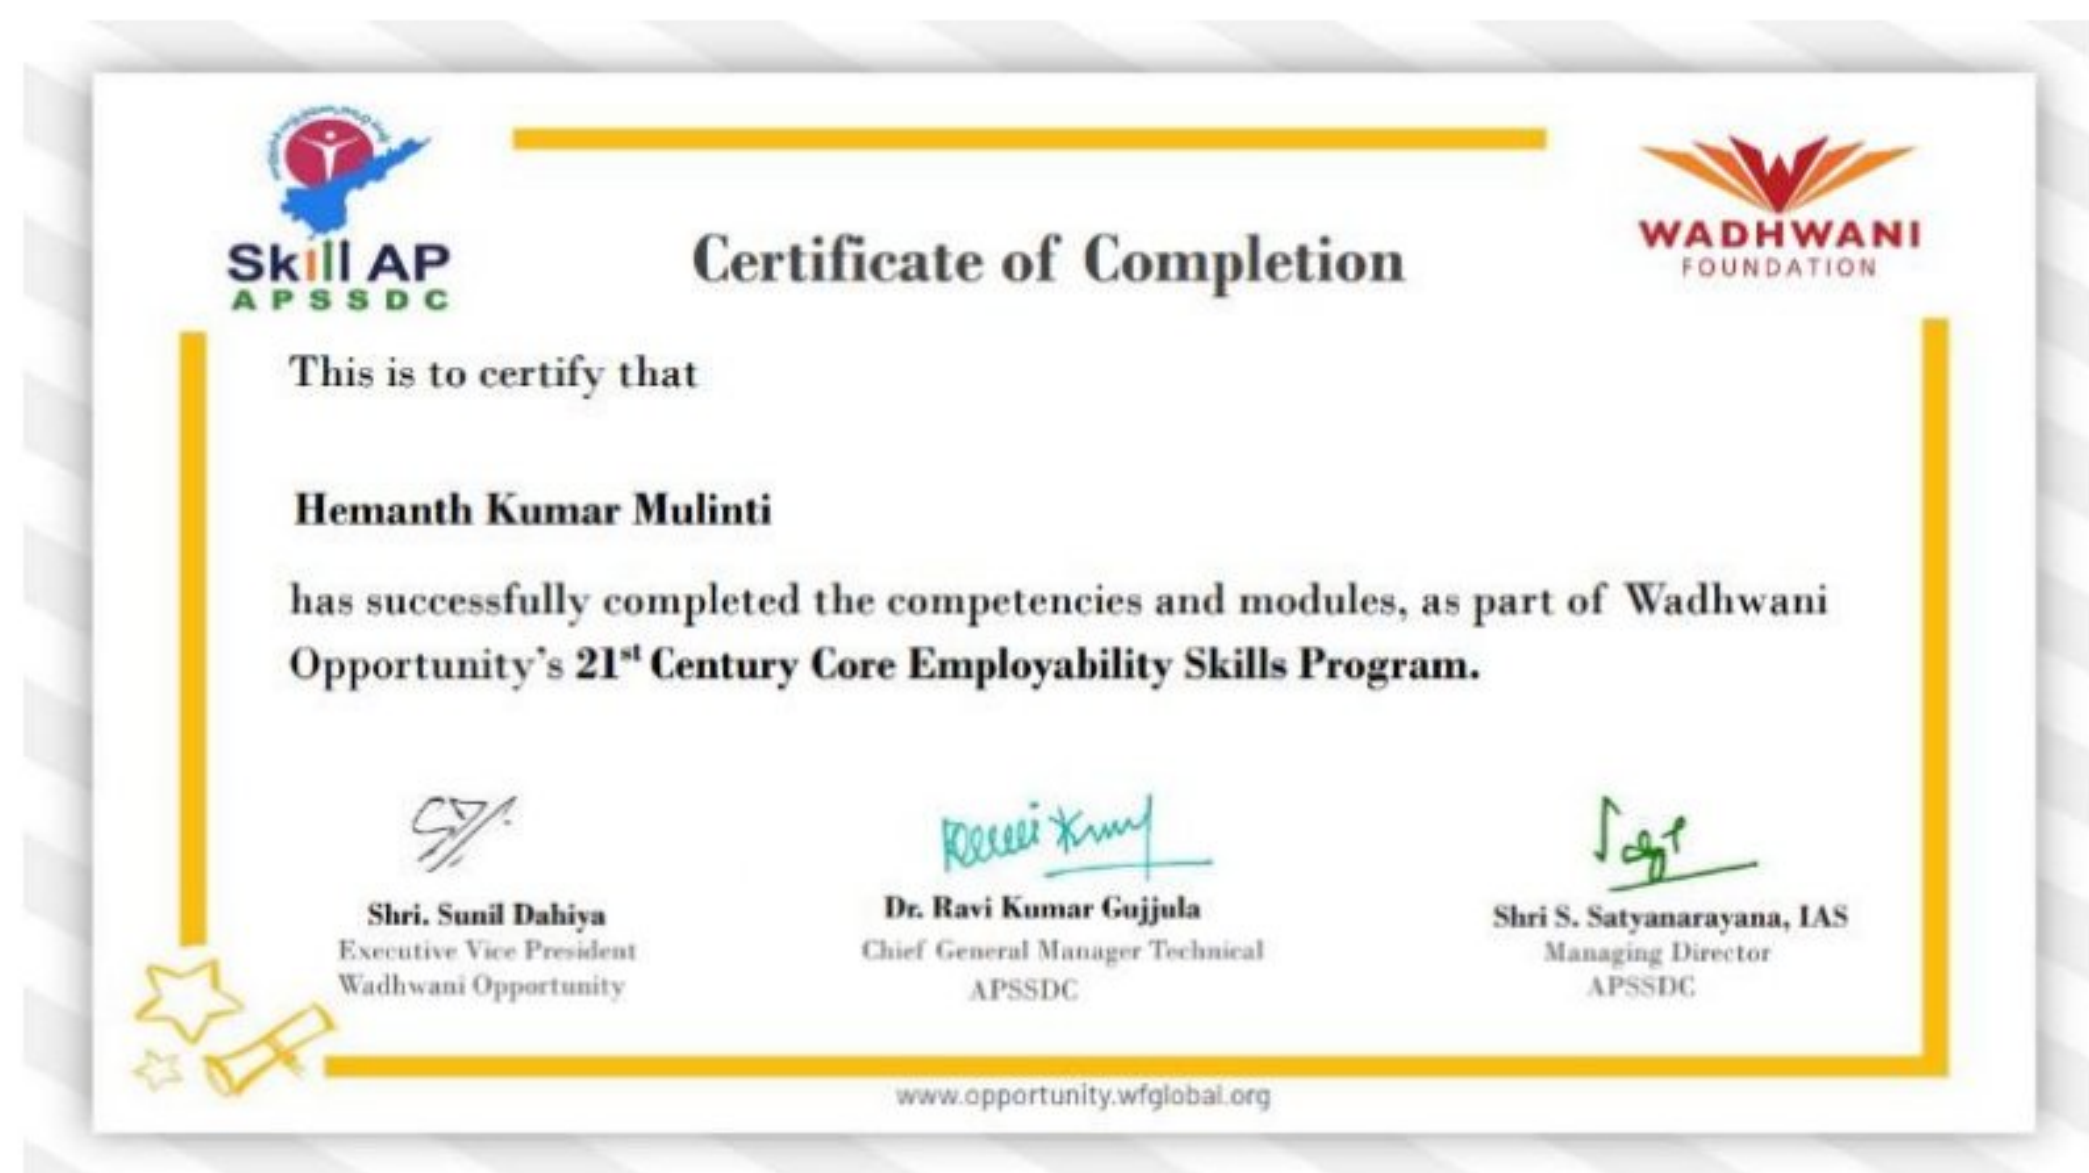 Skill AP
APSSDC
WADHWANI
FOUNDATION
Certificate of Completion
This is to certify that
Hemanth Kumar Mulinti
has successfully completed the competencies and modules, as part of Wadhwani
Opportunity's 21st Century Core Employability Skills Program.
Shri. Sunil Dahiya
Executive Vice President
Wadhwani Opportunity
Dr. Ravi Kumar Gujjula
Chief General Manager Technical
APSSDC
Shri S. Satyanarayana, IAS
Managing Director
APSSDC
www.opportunity.wfglobal.org